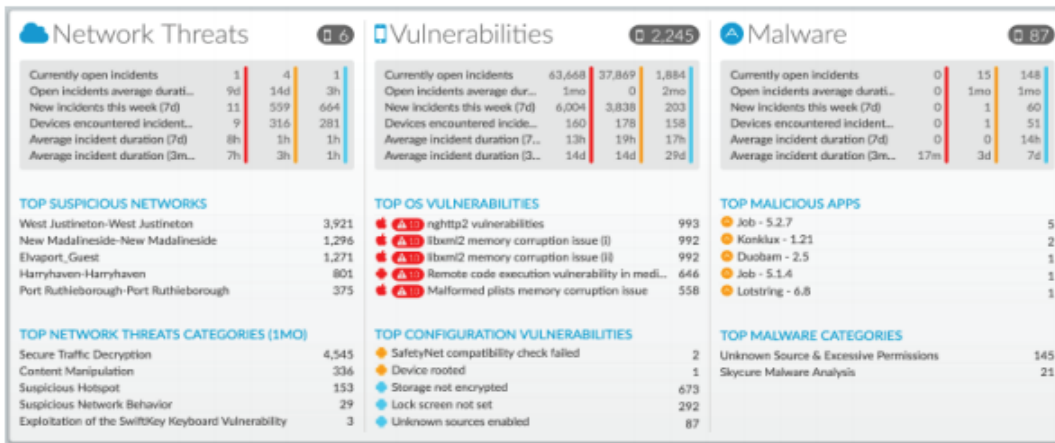 Network Threats 6
Currently open incidents 1 4 1
Open incidents average durati... 9d 14d 3h
New incidents this week (7d) 11 559 664
Devices encountered incident... 9 316 281
Average incident duration (7d) 8h 1h 1h
Average incident duration (3m... 7h 3h 1h
TOP SUSPICIOUS NETWORKS
West Justineton-West Justineton 3,921
New Madalineside-New Madalineside 1,296
Elvaport_Guest 1,271
Harryhaven-Harryhaven 801
Port Ruthieborough-Port Ruthieborough 375
TOP NETWORK THREATS CATEGORIES (1MO)
Secure Traffic Decryption 4,545
Content Manipulation 336
Suspicious Hotspot 153
Suspicious Network Behavior 29
Exploitation of the SwiftKey Keyboard Vulnerability 3
Vulnerabilities 2,245
Currently open incidents 63,668 37,869 1,884
Open incidents average dur... 1mo 0 2mo
New incidents this week (7d) 6,004 3,838 203
Devices encountered incide... 160 178 158
Average incident duration (7... 13h 19h 17h
Average incident duration (3... 14d 14d 29d
TOP OS VULNERABILITIES
10 nghttp2 vulnerabilities 993
10 libxml2 memory corruption issue (i) 992
10 libxml2 memory corruption issue (ii) 992
10 Remote code execution vulnerability in medi... 646
10 Malformed plists memory corruption issue 558
TOP CONFIGURATION VULNERABILITIES
SafetyNet compatibility check failed 2
Device rooted 1
Storage not encrypted 673
Lock screen not set 292
Unknown sources enabled 87
Malware 87
Currently open incidents 0 15 148
Open incidents average durati... 0 1mo 1mo
New incidents this week (7d) 0 1 60
Devices encountered incident... 0 1 51
Average incident duration (7d) 0 0 14h
Average incident duration (3m... 17m 3d 7d
TOP MALICIOUS APPS
Job - 5.2.7 5
Konklux - 1.21 2
Duobam - 2.5 1
Job - 5.1.4 1
Lotstring - 6.8 1
TOP MALWARE CATEGORIES
Unknown Source & Excessive Permissions 145
Skycure Malware Analysis 21